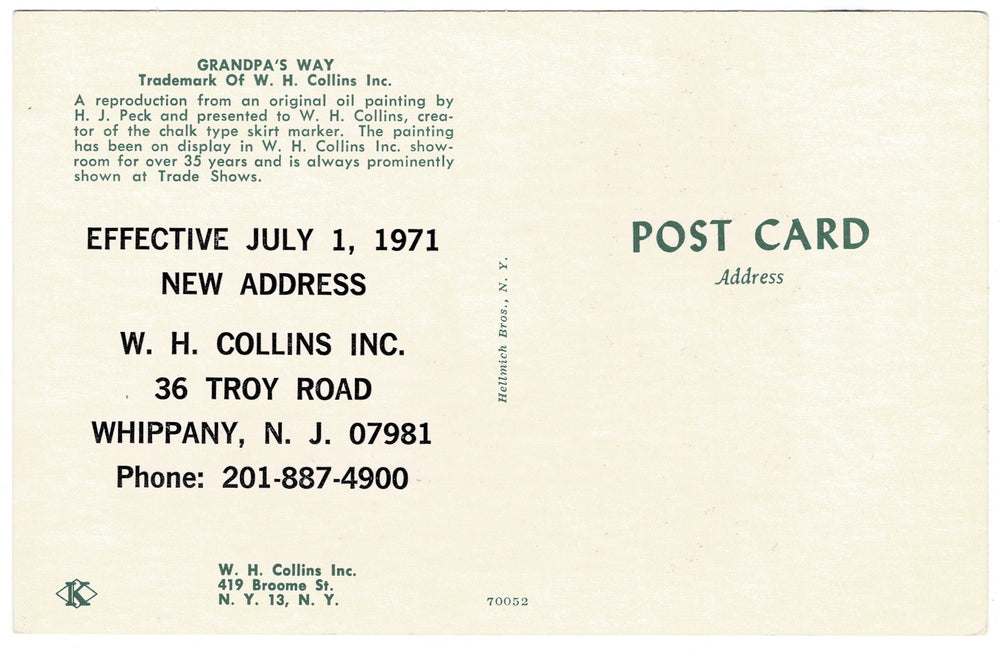 GRANDPA'S WAY
Trademark Of W. H. Collins Inc.
A reproduction from an original oil painting by
H. J. Peck and presented to W. H. Collins, crea-
tor of the chalk type skirt marker. The painting
has been on display in W. H. Collins Inc. show-
room for over 35 years and is always prominently
shown at Trade Shows.
EFFECTIVE JULY 1, 1971
NEW ADDRESS
W. H. COLLINS INC.
36 TROY ROAD
WHIPPANY, N. J. 07981
Phone: 201-887-4900
K
W. H. Collins Inc.
419 Broome St.
N. Y. 13, N. Y.
Hellmich Bros., N. Y.
70052
POST CARD
Address